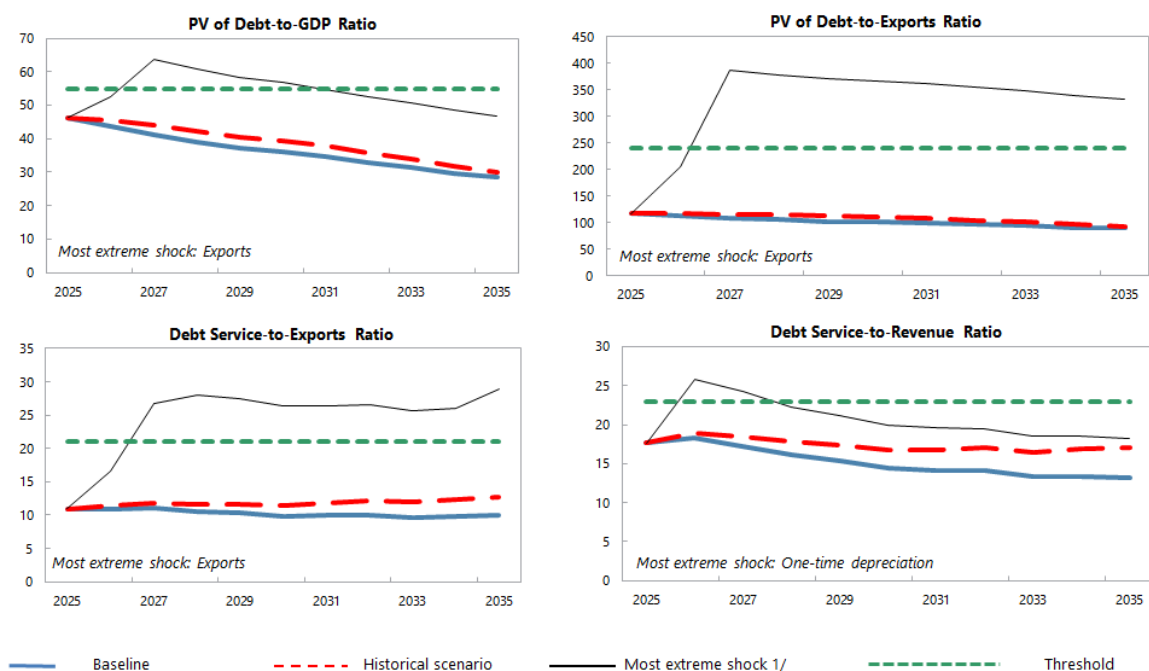 PV of Debt-to-GDP Ratio
70
60
50
40
30
20
10
0
Most extreme shock: Exports
2025 2027 2029 2031 2033 2035
PV of Debt-to-Exports Ratio
450
400
350
300
250
200
150
100
50
0
Most extreme shock: Exports
2025 2027 2029 2031 2033 2035
Debt Service-to-Exports Ratio
35
30
25
20
15
10
5
0
Most extreme shock: Exports
2025 2027 2029 2031 2033 2035
Debt Service-to-Revenue Ratio
30
25
20
15
10
5
0
Most extreme shock: One-time depreciation
2025 2027 2029 2031 2033 2035
Baseline Historical scenario Most extreme shock 1/ Threshold